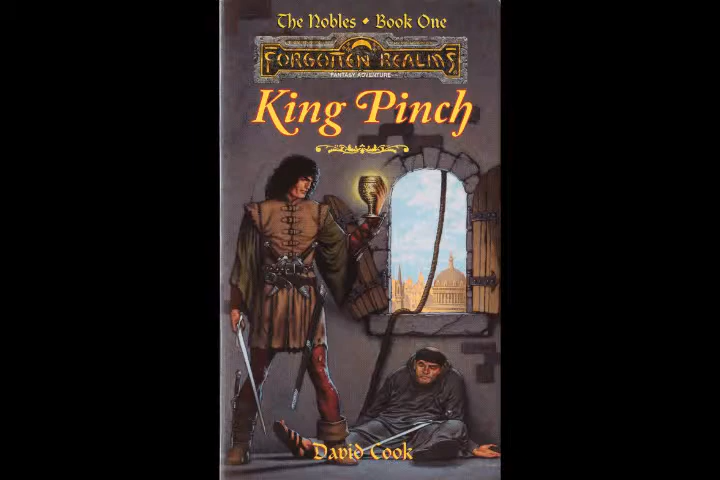 The Nobles • Book One
FORGOTTEN REALMS
FANTASY ADVENTURE
King Pinch
David Cook